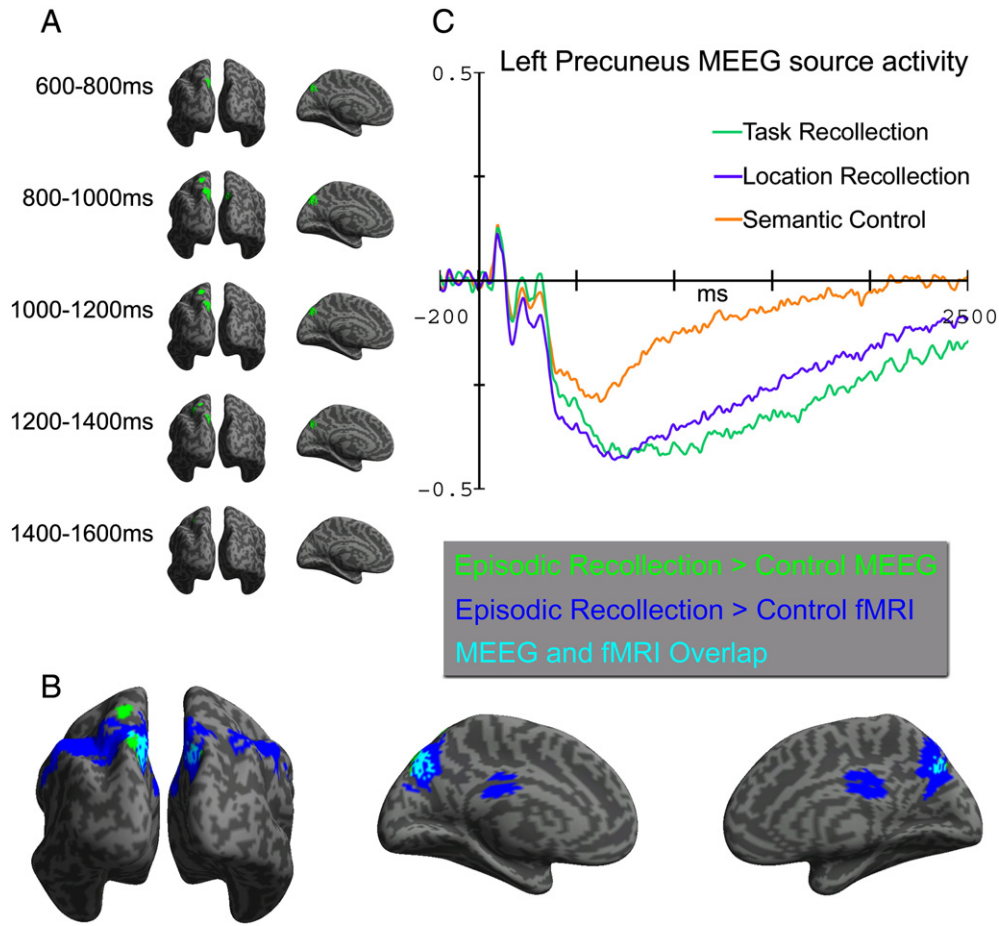 A
600-800ms
800-1000ms
1000-1200ms
1200-1400ms
1400-1600ms
C
Left Precuneus MEEG source activity
0.5
Task Recollection
Location Recollection
Semantic Control
ms
-200
2500
-0.5
Episodic Recollection > Control MEEG
Episodic Recollection > Control fMRI
MEEG and fMRI Overlap
B